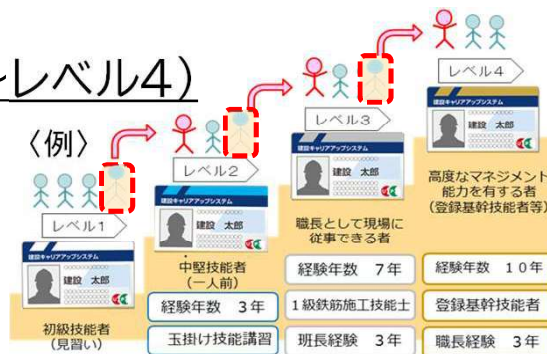 レベル4)
〈例〉
レベル1
建設キャリアアップシステム
建設 太郎
初級技能者
(見習い)
レベル2
建設キャリアアップシステム
建設 太郎
中堅技能者
(一人前)
経験年数 3年
玉掛け技能講習
レベル3
建設キャリアアップシステム
建設 太郎
職長として現場に
従事できる者
経験年数 7年
1級鉄筋施工技能士
班長経験 3年
レベル4
建設キャリアアップシステム
建設 太郎
高度なマネジメント
能力を有する者
(登録基幹技能者等)
経験年数 10年
登録基幹技能者
職長経験 3年